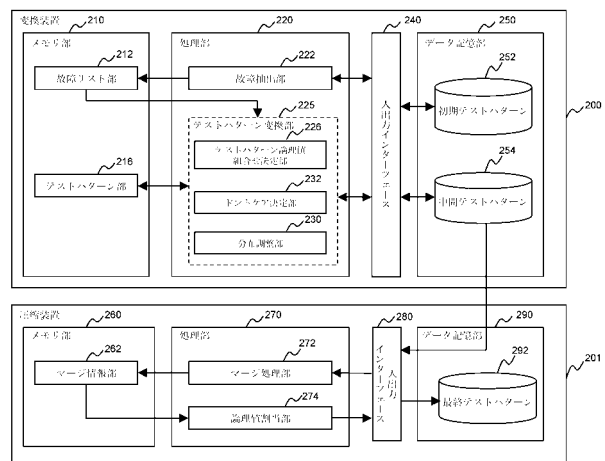 変換装置
210
220
240
250
メモリ部
処理部
データ記憶部
212
222
252
故障リスト部
故障抽出部
初期テストパターン
200
225
テストパターン変換部
226
テストパターン論理値
組合せ決定部
入出力インターフェース
254
216
テストパターン部
232
ドントケア決定部
中間テストパターン
230
分布調整部
圧縮装置
260
270
280
290
メモリ部
処理部
データ記憶部
262
272
292
マージ情報部
マージ処理部
入出力
インターフェース
201
274
論理値割当部
最終テストパターン